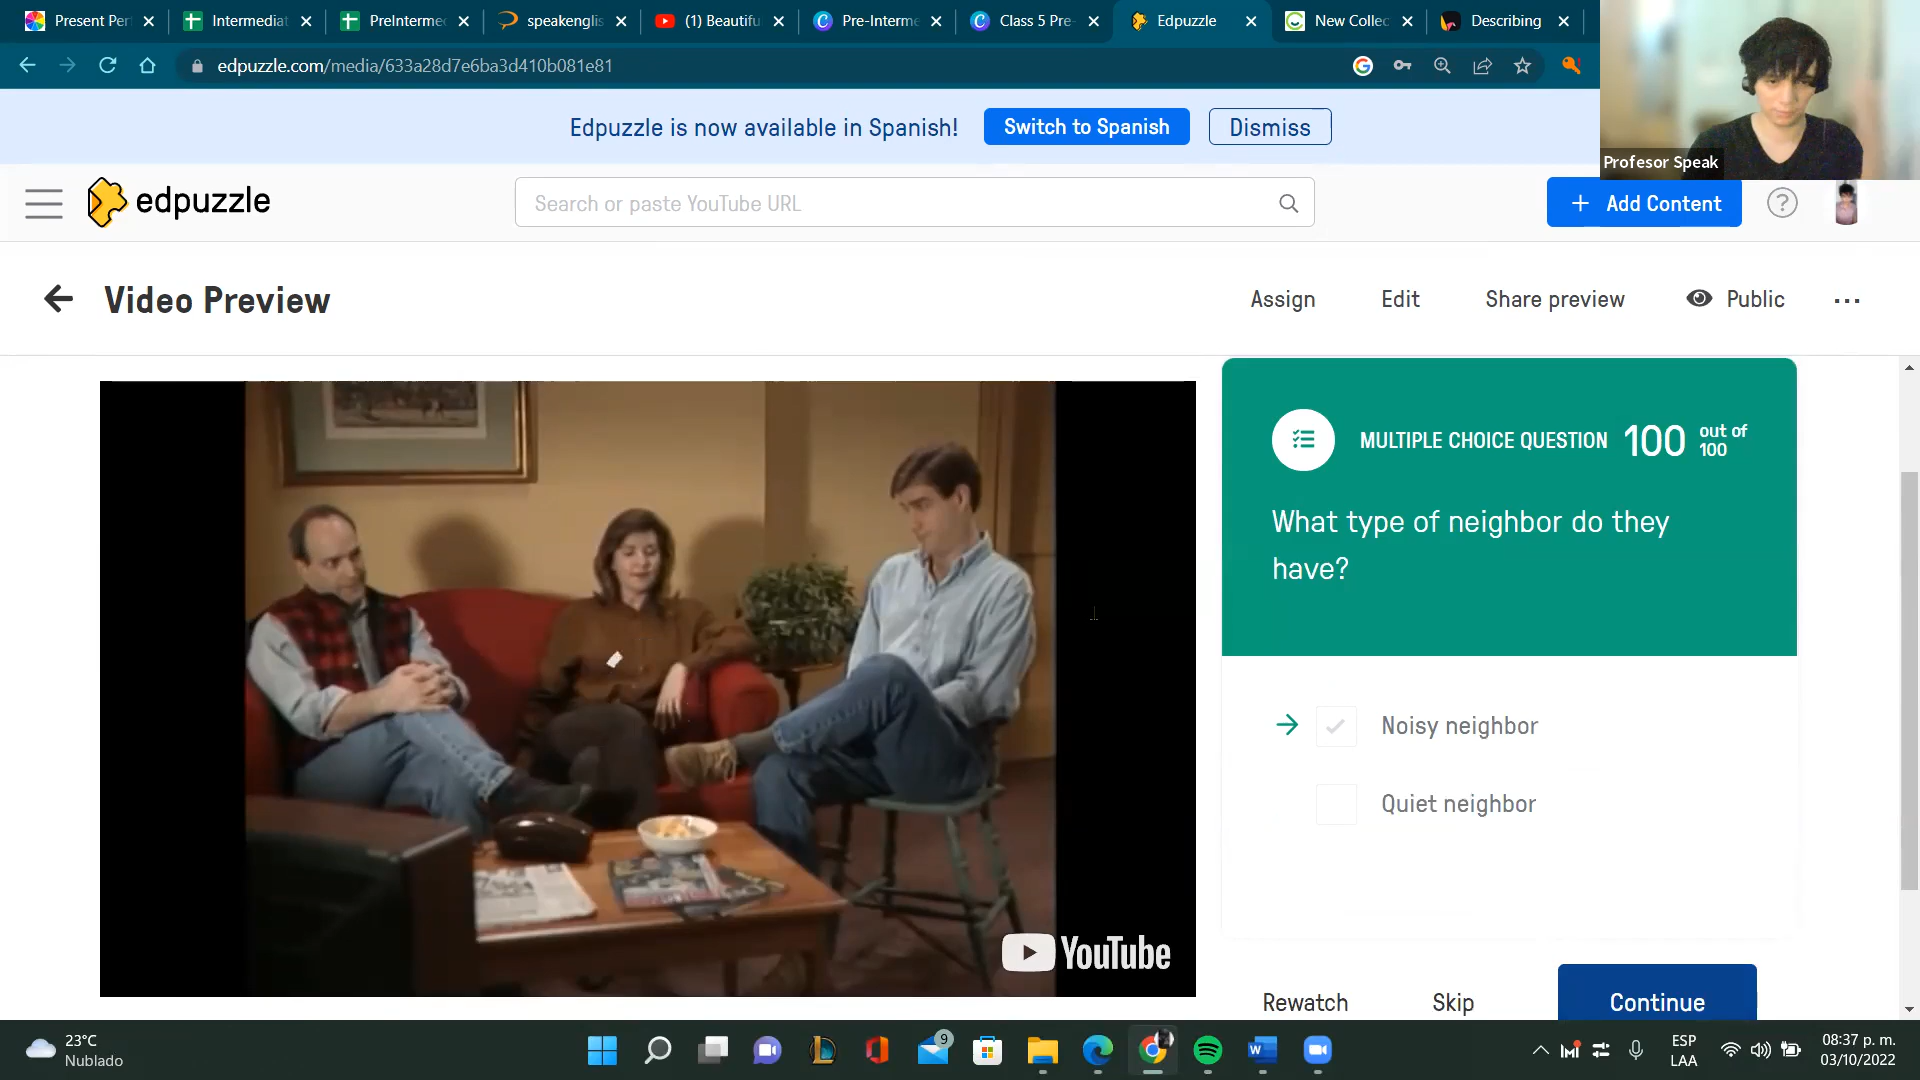 Present Per
Intermediat
PreIntermed
speakenglis
(1) Beautifu
Pre-Interme
Class 5 Pre-
Edpuzzle
New Collec
Describing
edpuzzle.com/media/633a28d7e6ba3d410b081e81
Edpuzzle is now available in Spanish!
Switch to Spanish
Dismiss
Profesor Speak
edpuzzle
Search or paste YouTube URL
+ Add Content
?
Video Preview
Assign
Edit
Share preview
Public
...
MULTIPLE CHOICE QUESTION 100 out of 100
What type of neighbor do they
have?
Noisy neighbor
Quiet neighbor
YouTube
Rewatch
Skip
Continue
23°C
Nublado
9
ESP
LAA
08:37 p. m.
03/10/2022